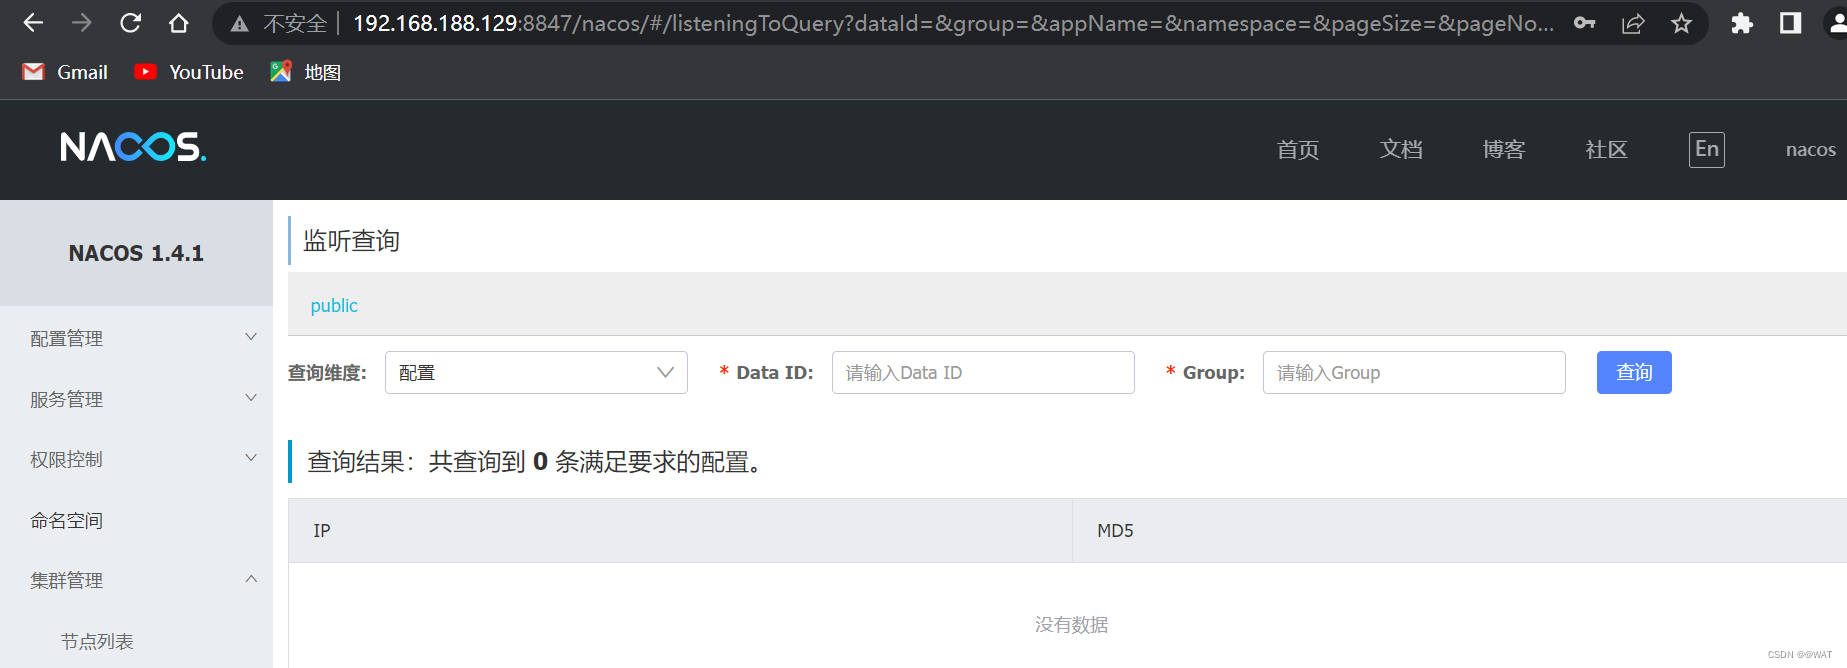 不安全 | 192.168.188.129:8847/nacos/#/listeningToQuery?dataId=&group=&appName=&namespace=&pageSize=&pageNo...
Gmail YouTube 地图
NACOS. 首页 文档 博客 社区 En nacos
NACOS 1.4.1
配置管理
服务管理
权限控制
命名空间
集群管理
节点列表
监听查询
public
查询维度: 配置 * Data ID: 请输入Data ID * Group: 请输入Group 查询
查询结果：共查询到 0 条满足要求的配置。
IP MD5
没有数据
CSDN @@WAT